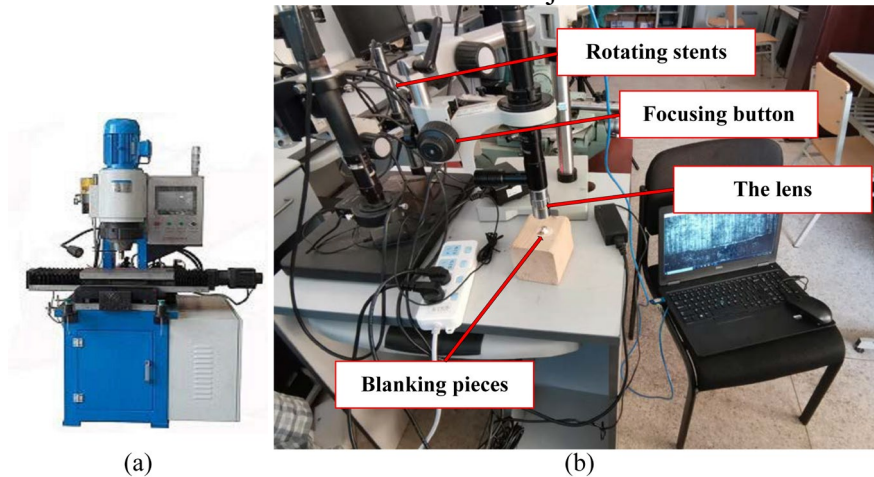 Rotating stents
Focusing button
The lens
Blanking pieces
(a)
(b)